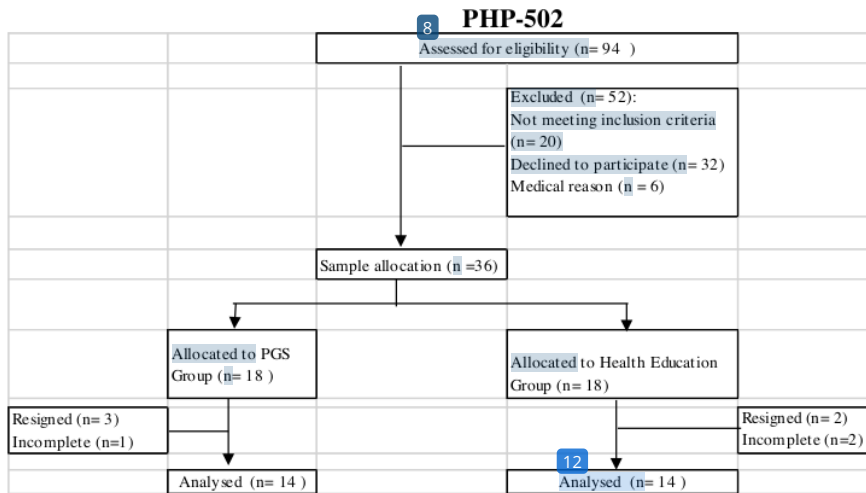 PHP-502
8
Assessed for eligibility (n= 94 )
Excluded (n= 52):
Not meeting inclusion criteria
(n= 20)
Declined to participate (n= 32)
Medical reason (n = 6)
Sample allocation (n =36)
Allocated to PGS
Group (n= 18 )
Allocated to Health Education
Group (n= 18)
Resigned (n= 3)
Incomplete (n=1)
Resigned (n= 2)
Incomplete (n=2)
12
Analysed (n= 14 )
Analysed (n= 14 )